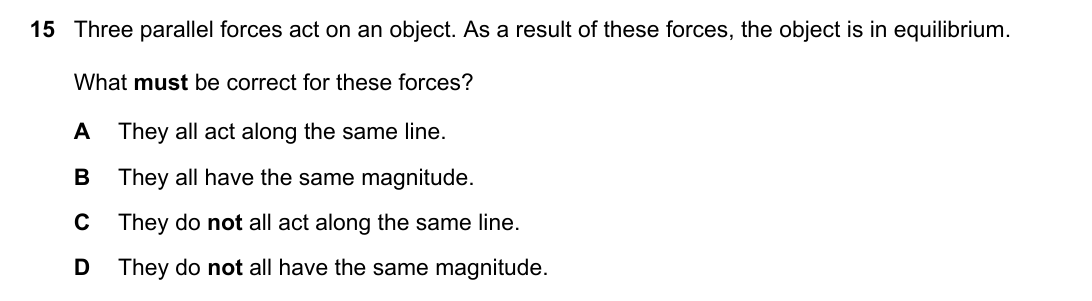 15 Three parallel forces act on an object. As a result of these forces, the object is in equilibrium.
What must be correct for these forces?
A They all act along the same line.
B They all have the same magnitude.
C They do not all act along the same line.
D They do not all have the same magnitude.